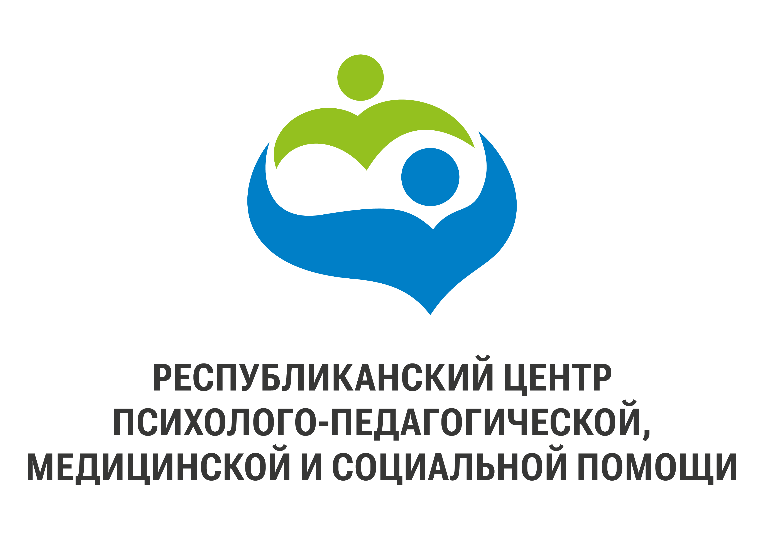 РЕСПУБЛИКАНСКИЙ ЦЕНТР
ПСИХОЛОГО-ПЕДАГОГИЧЕСКОЙ,
МЕДИЦИНСКОЙ И СОЦИАЛЬНОЙ ПОМОЩИ